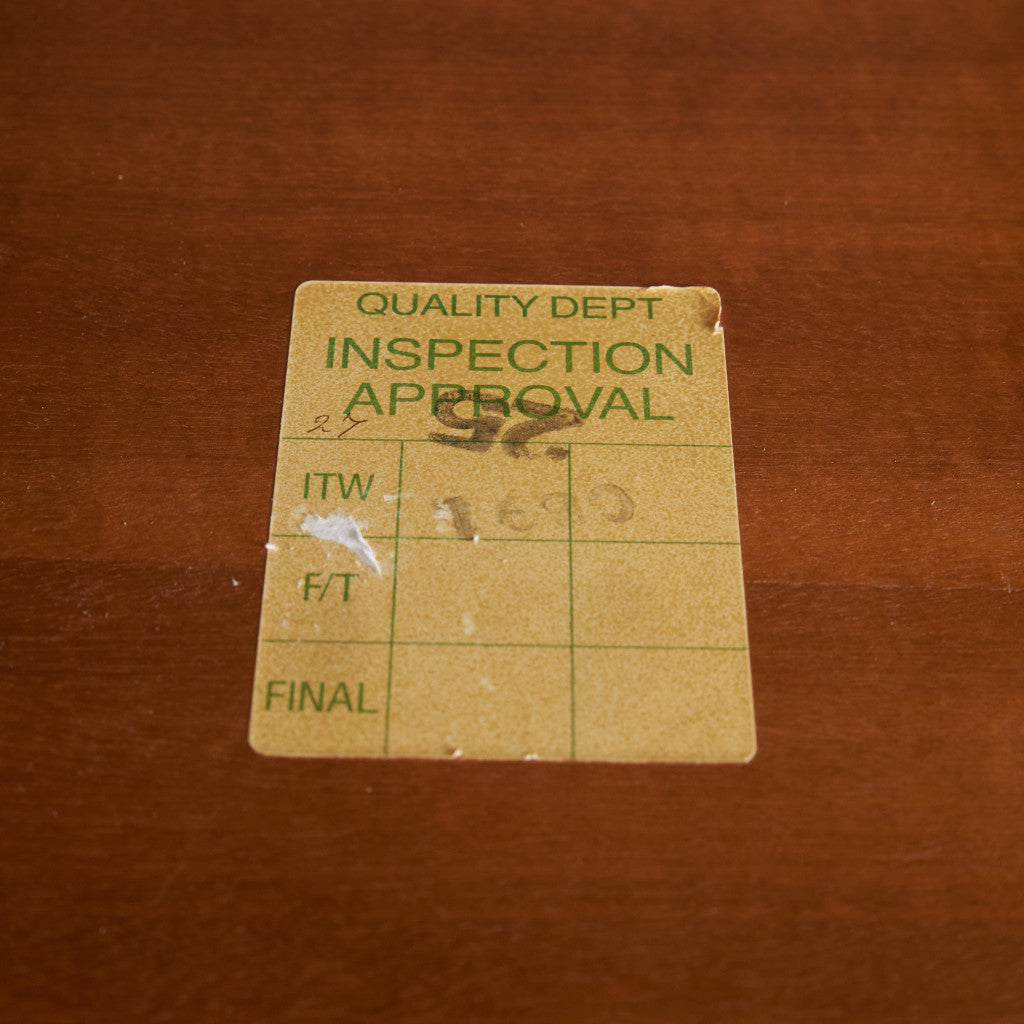 QUALITY DEPT
INSPECTION
APPROVAL
27
ITW
F/T
FINAL